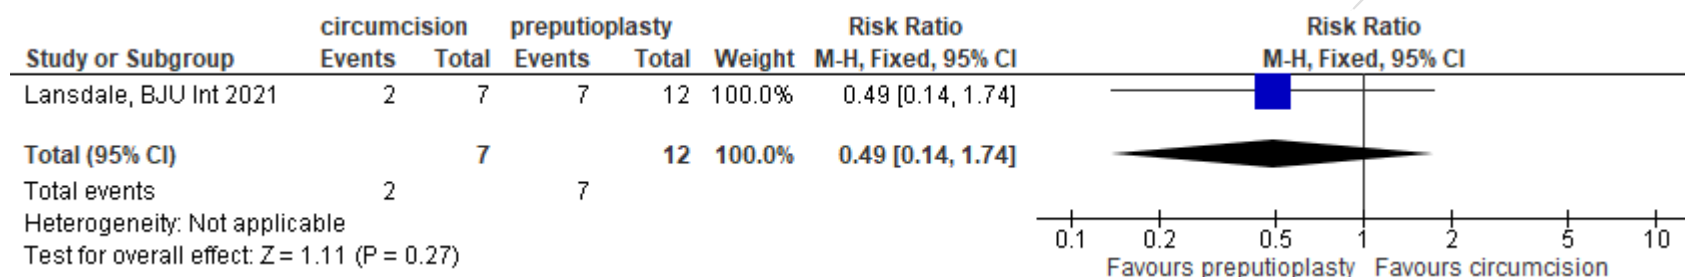 circumcision preputioplasty Risk Ratio Risk Ratio
Study or Subgroup Events Total Events Total Weight M-H, Fixed, 95% CI M-H, Fixed, 95% CI
Lansdale, BJU Int 2021 2 7 7 12 100.0% 0.49 [0.14, 1.74]
Total (95% CI) 7 12 100.0% 0.49 [0.14, 1.74]
Total events 2 7
Heterogeneity: Not applicable
Test for overall effect: Z = 1.11 (P = 0.27)
0.1 0.2 0.5 1 2 5 10
Favours preputioplasty Favours circumcision